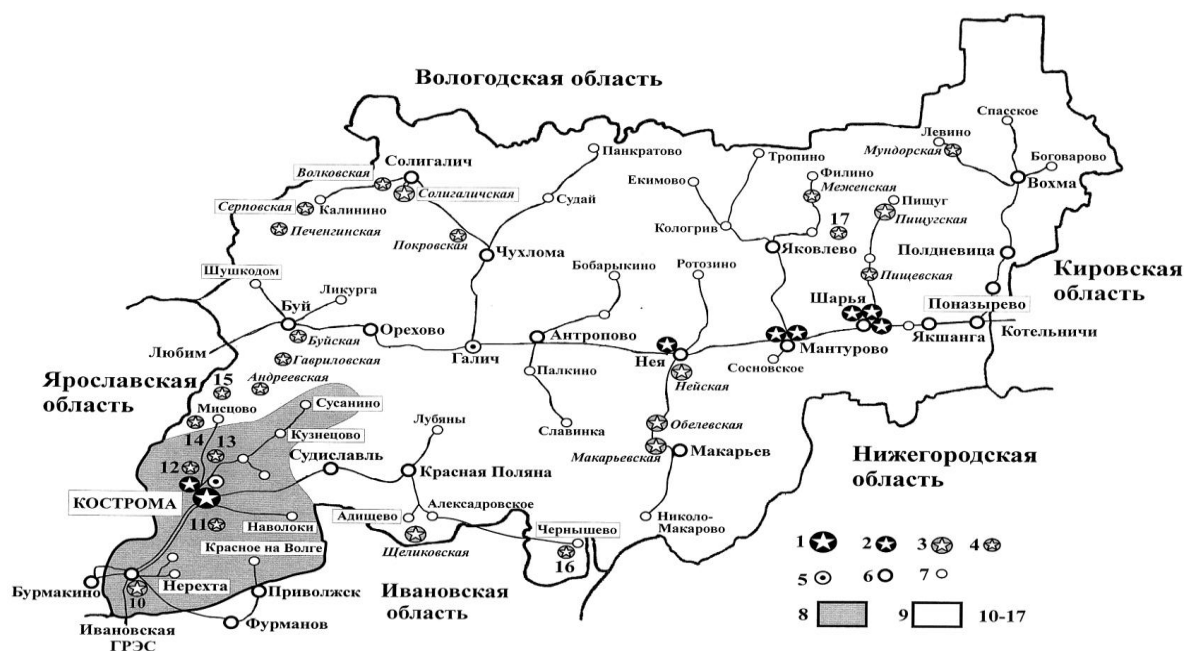 Вологодская область
Спасское
Левино
Мундорская
Боговарово
Вохма
Панкратово
Тропино
Солигалич
Волковская
Солигаличская
Екимово
Филино
Меженская
Серповская
Калинино
Судай
Пищуг
Пищугская
17
Печенгинская
Кологрив
Покровская
Чухлома
Яковлево
Полдневица
Кировская
область
Шушкодом
Бобарыкино
Ротозино
Пищевская
Ликурга
Шарья
Поназырево
Буй
Орехово
Антропово
Котельничи
Любим
Буйская
Галич
Нея
Мантурово
Якшанга
Гавриловская
Палкино
Сосновское
Ярославская
область
Андреевская
Нейская
15
Мисцово
Сусанино
Лубяны
Славинка
Обелевская
14
13
Кузнецово
Судиславль
Макарьевская
Макарьев
Нижегородская
область
12
Красная Поляна
КОСТРОМА
Алексадровское
11
Наволоки
Адищево
Чернышево
Николо-
Макарово
Красное на Волге
Щеликовская
16
1
2
3
4
5
6
7
Бурмакино
Нерехта
10
Приволжск
Ивановская
область
8
9
10-17
Ивановская
ГРЭС
Фурманов